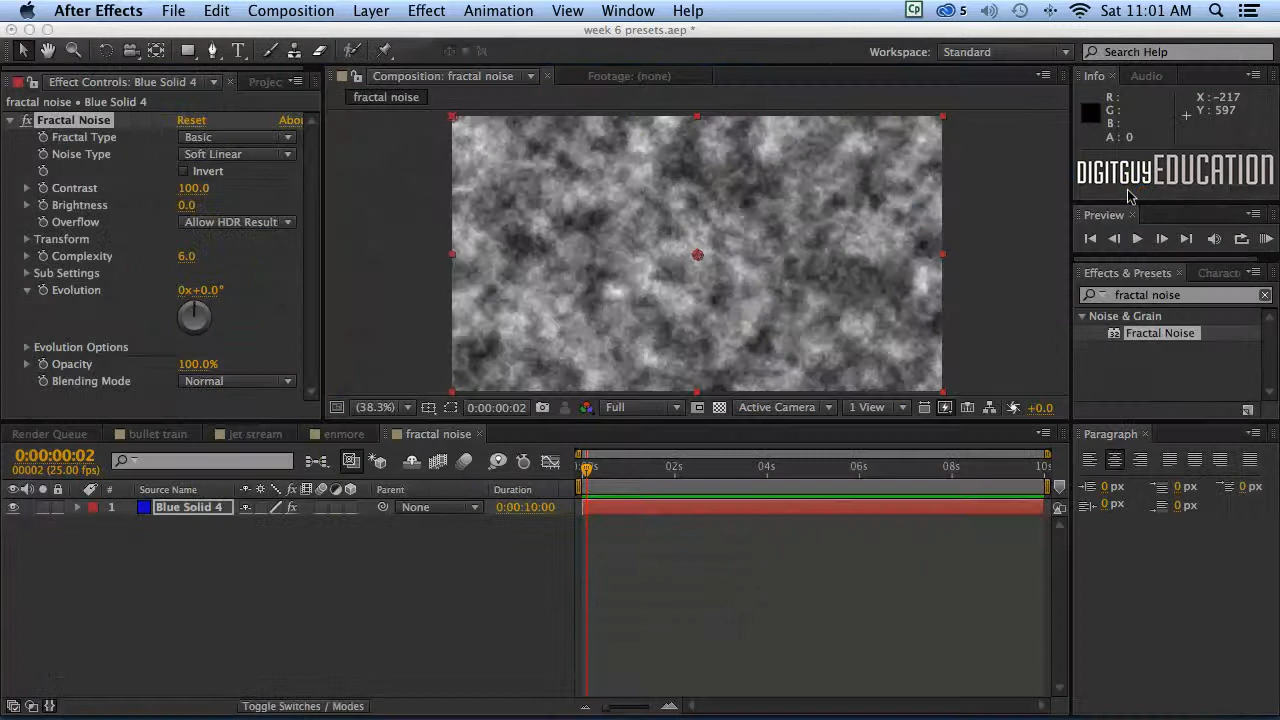 After Effects File Edit Composition Layer Effect Animation View Window Help
Cp 5 Sat 11:01 AM
week 6 presets.aep *
Workspace: Standard Search Help
Effect Controls: Blue Solid 4 Projec
fractal noise • Blue Solid 4
fx Fractal Noise Reset Abou
Fractal Type Basic
Noise Type Soft Linear
Invert
Contrast 100.0
Brightness 0.0
Overflow Allow HDR Result
Transform
Complexity 6.0
Sub Settings
Evolution 0x+0.0°
Evolution Options
Opacity 100.0%
Blending Mode Normal
Composition: fractal noise Footage: (none)
fractal noise
(38.3%) 0:00:00:02 Full Active Camera 1 View +0.0
Info Audio
R: X: -217
G: Y: 597
B:
A: 0
DIGITGUYEDUCATION
Preview
Effects & Presets Charact
fractal noise
Noise & Grain
32 Fractal Noise
Render Queue bullet train jet stream enmore fractal noise
0:00:00:02
00002 (25.00 fps)
02s 04s 06s 08s 10s
# Source Name fx Parent Duration
1 Blue Solid 4 fx None 0:00:10:00
Toggle Switches / Modes
Paragraph
0 px 0 px 0 px
0 px 0 px